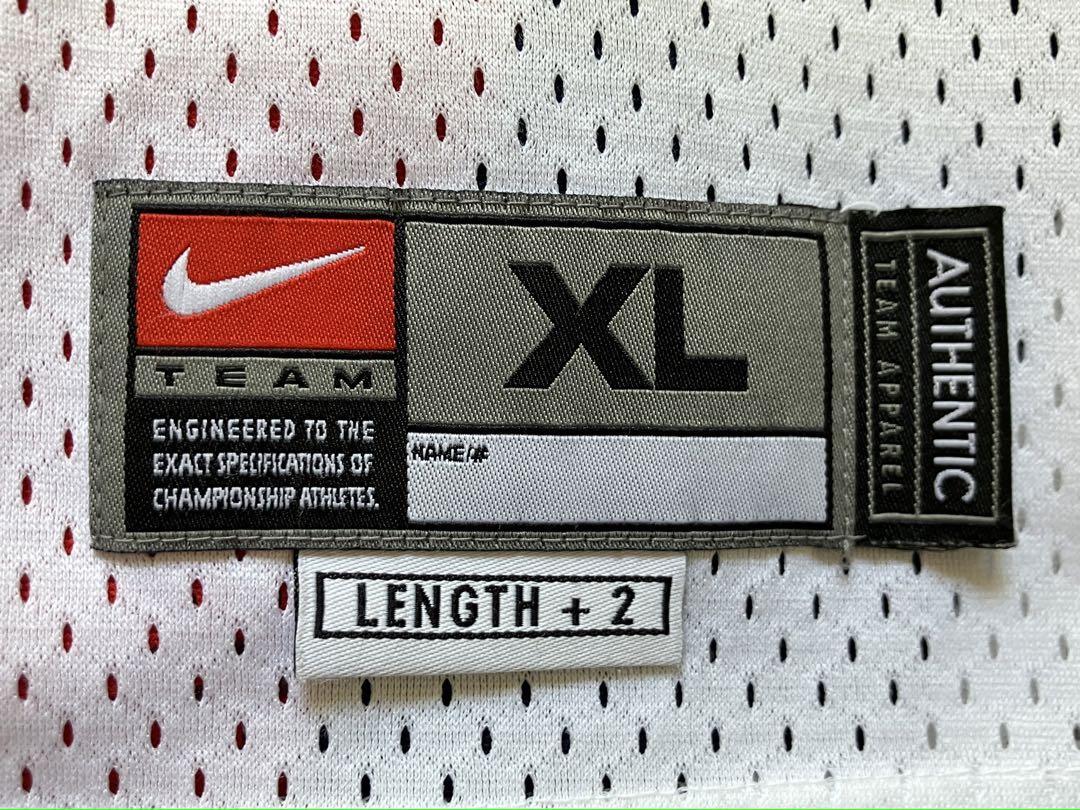 TEAM
ENGINEERED TO THE
EXACT SPECIFICATIONS OF
CHAMPIONSHIP ATHLETES.
XL
NAME/#
AUTHENTIC
TEAM APPAREL
LENGTH + 2